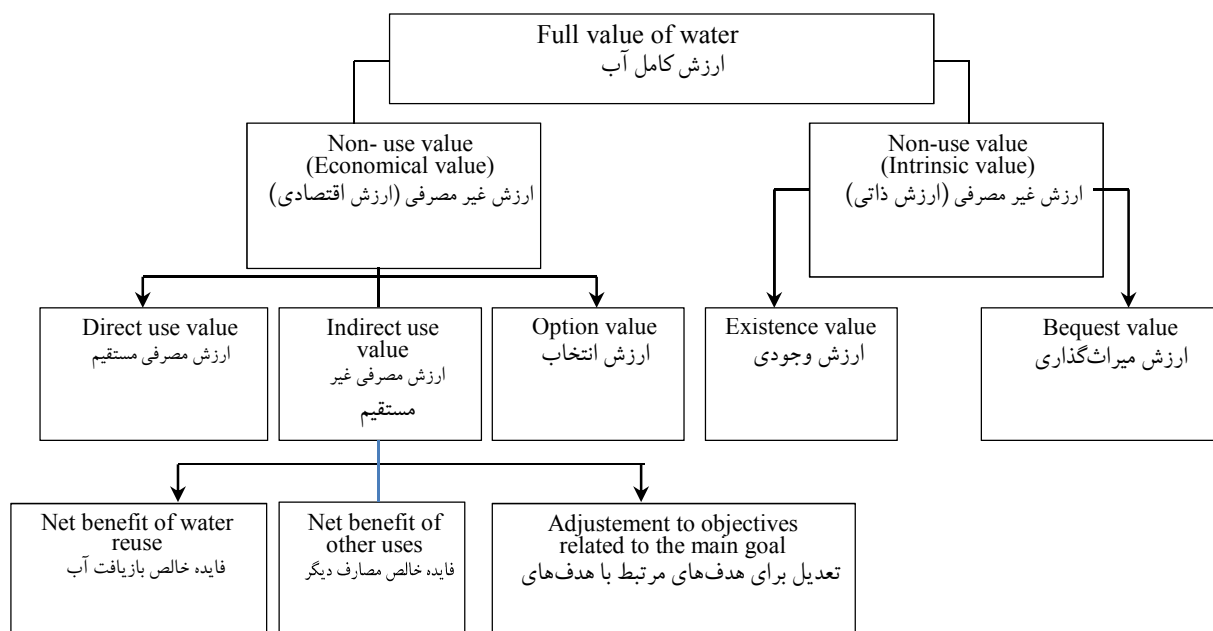 Full value of water
ارزش کامل آب
Non- use value
(Economical value)
ارزش غیر مصرفی (ارزش اقتصادی)
Non-use value
(Intrinsic value)
ارزش غیر مصرفی (ارزش ذاتی)
Direct use value
ارزش مصرفی مستقیم
Indirect use
value
ارزش مصرفی غیر
مستقیم
Option value
ارزش انتخاب
Existence value
ارزش وجودی
Bequest value
ارزش میراث‌گذاری
Net benefit of water
reuse
فایده خالص بازیافت آب
Net benefit of
other uses
فایده خالص مصارف دیگر
Adjustement to objectives
related to the main goal
تعدیل برای هدف‌های مرتبط با هدف‌های